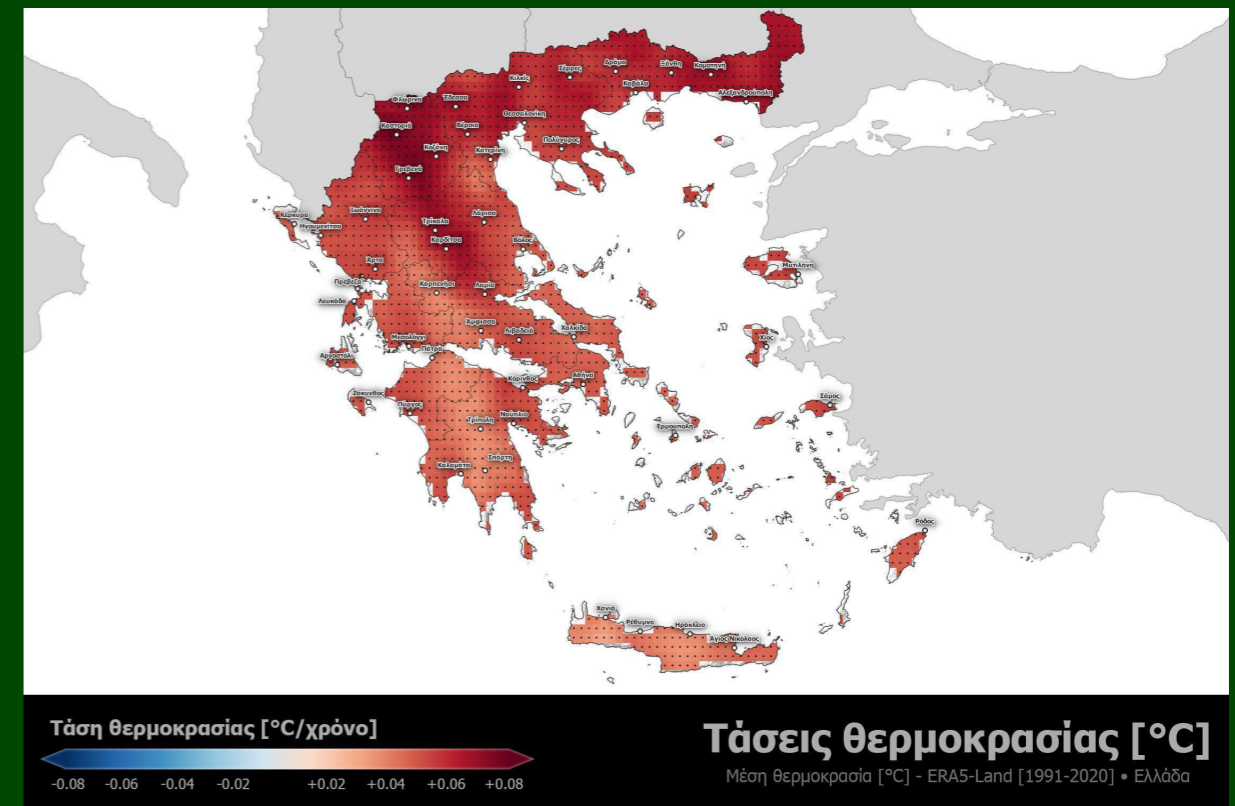 Δράμα
Ξάνθη
Κομοτηνή
Σέρρες
Κιλκίς
Καβάλα
Αλεξανδρούπολη
Φλώρινα
Έδεσσα
Θεσσαλονίκη
Καστοριά
Βέροια
Πολύγυρος
Κοζάνη
Κατερίνη
Γρεβενά
Κέρκυρα
Ιωάννινα
Λάρισα
Ηγουμενίτσα
Τρίκαλα
Καρδίτσα
Βόλος
Άρτα
Μυτιλήνη
Πρέβεζα
Καρπενήσι
Λαμία
Λευκάδα
Άμφισσα
Λιβαδειά
Χαλκίδα
Μεσολόγγι
Χίος
Πάτρα
Αργοστόλι
Κόρινθος
Αθήνα
Ζάκυνθος
Σάμος
Πύργος
Ναύπλιο
Τρίπολη
Ερμούπολη
Σπάρτη
Καλαμάτα
Ρόδος
Χανιά
Ρέθυμνο
Ηράκλειο
Άγιος Νικόλαος
Τάση θερμοκρασίας [°C/χρόνο]
-0.08 -0.06 -0.04 -0.02 +0.02 +0.04 +0.06 +0.08
Τάσεις θερμοκρασίας [°C]
Μέση θερμοκρασία [°C] - ERA5-Land [1991-2020] • Ελλάδα